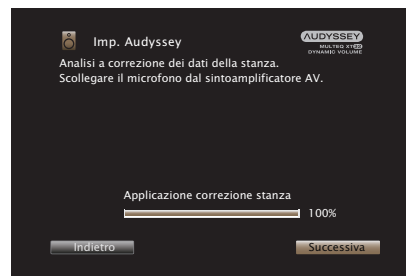 Imp. Audyssey
AUDYSSEY
MULTEQ XT32
DYNAMIC VOLUME
Analisi a correzione dei dati della stanza.
Scollegare il microfono dal sintoamplificatore AV.
Applicazione correzione stanza
100%
Indietro
Successiva